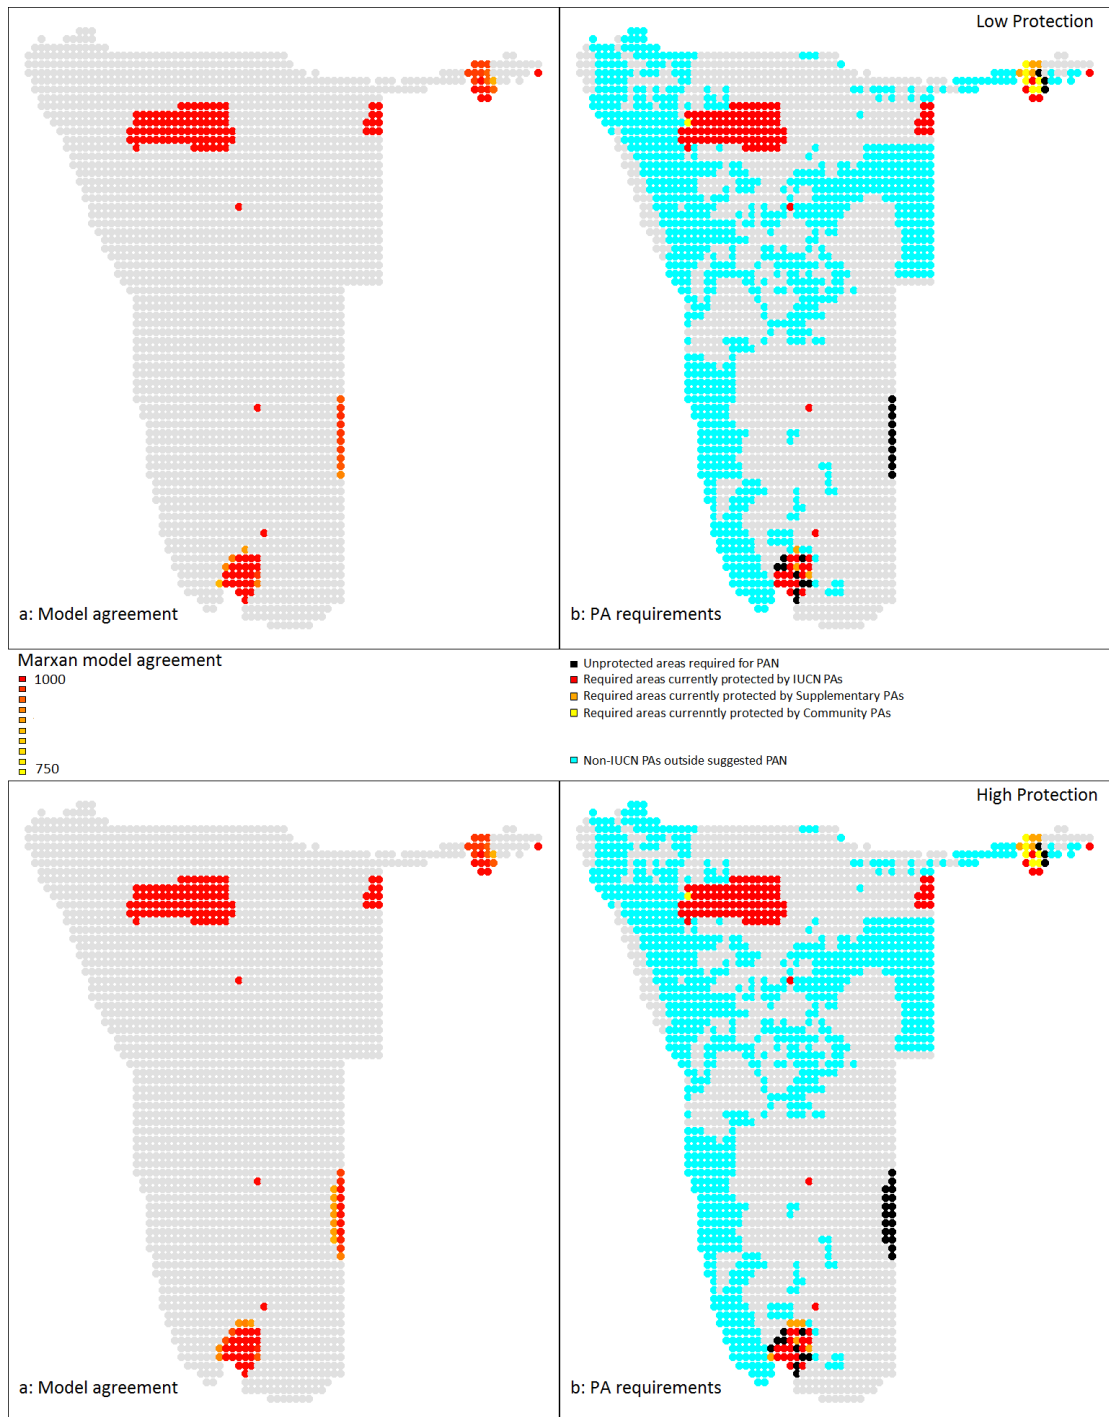 Low Protection
a: Model agreement
b: PA requirements
Marxan model agreement
1000
750
Unprotected areas required for PAN
Required areas currently protected by IUCN PAs
Required areas currently protected by Supplementary PAs
Required areas currenntly protected by Community PAs
Non-IUCN PAs outside suggested PAN
High Protection
a: Model agreement
b: PA requirements